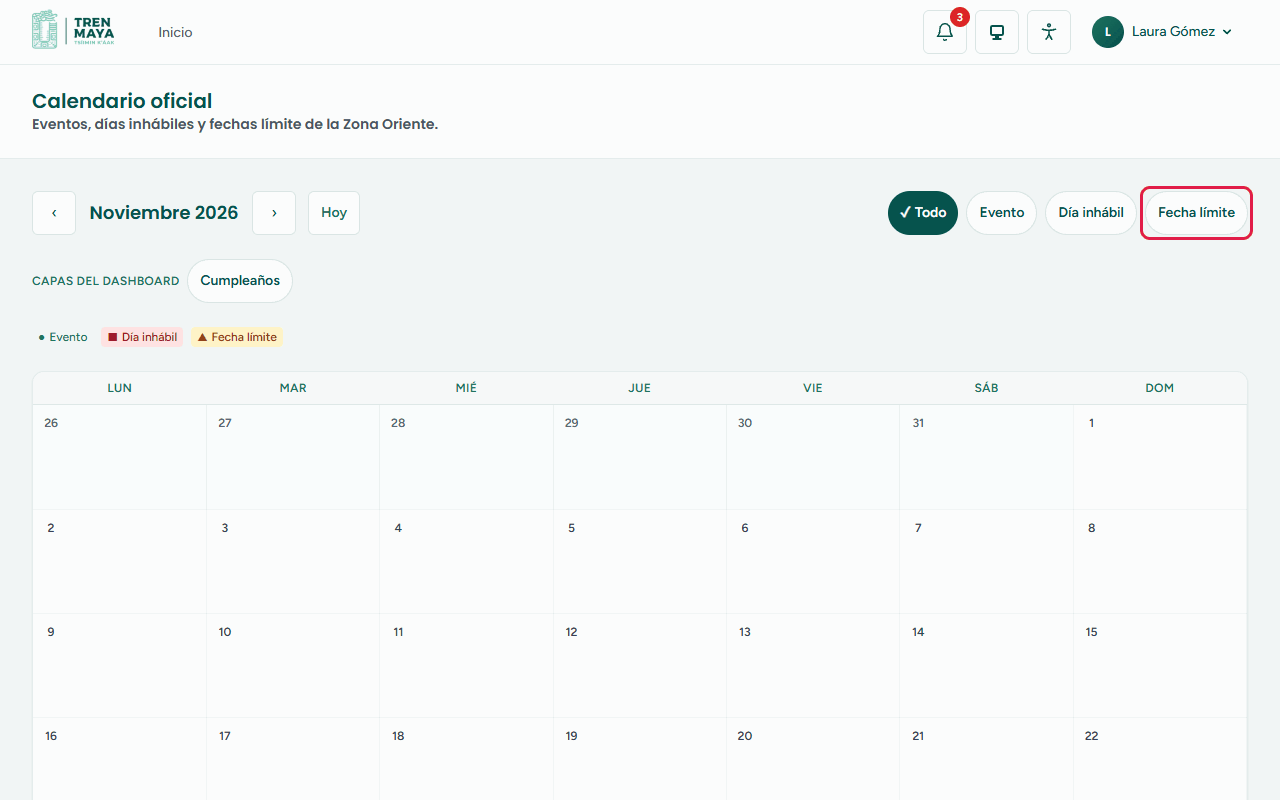 TREN
MAYA
TSÍIMIN K'ÁAK
Inicio
3
L
Laura Gómez
Calendario oficial
Eventos, días inhábiles y fechas límite de la Zona Oriente.
‹
Noviembre 2026
›
Hoy
✓ Todo
Evento
Día inhábil
Fecha límite
CAPAS DEL DASHBOARD
Cumpleaños
● Evento
■ Día inhábil
▲ Fecha límite
LUN MAR MIÉ JUE VIE SÁB DOM
26 27 28 29 30 31 1
2 3 4 5 6 7 8
9 10 11 12 13 14 15
16 17 18 19 20 21 22